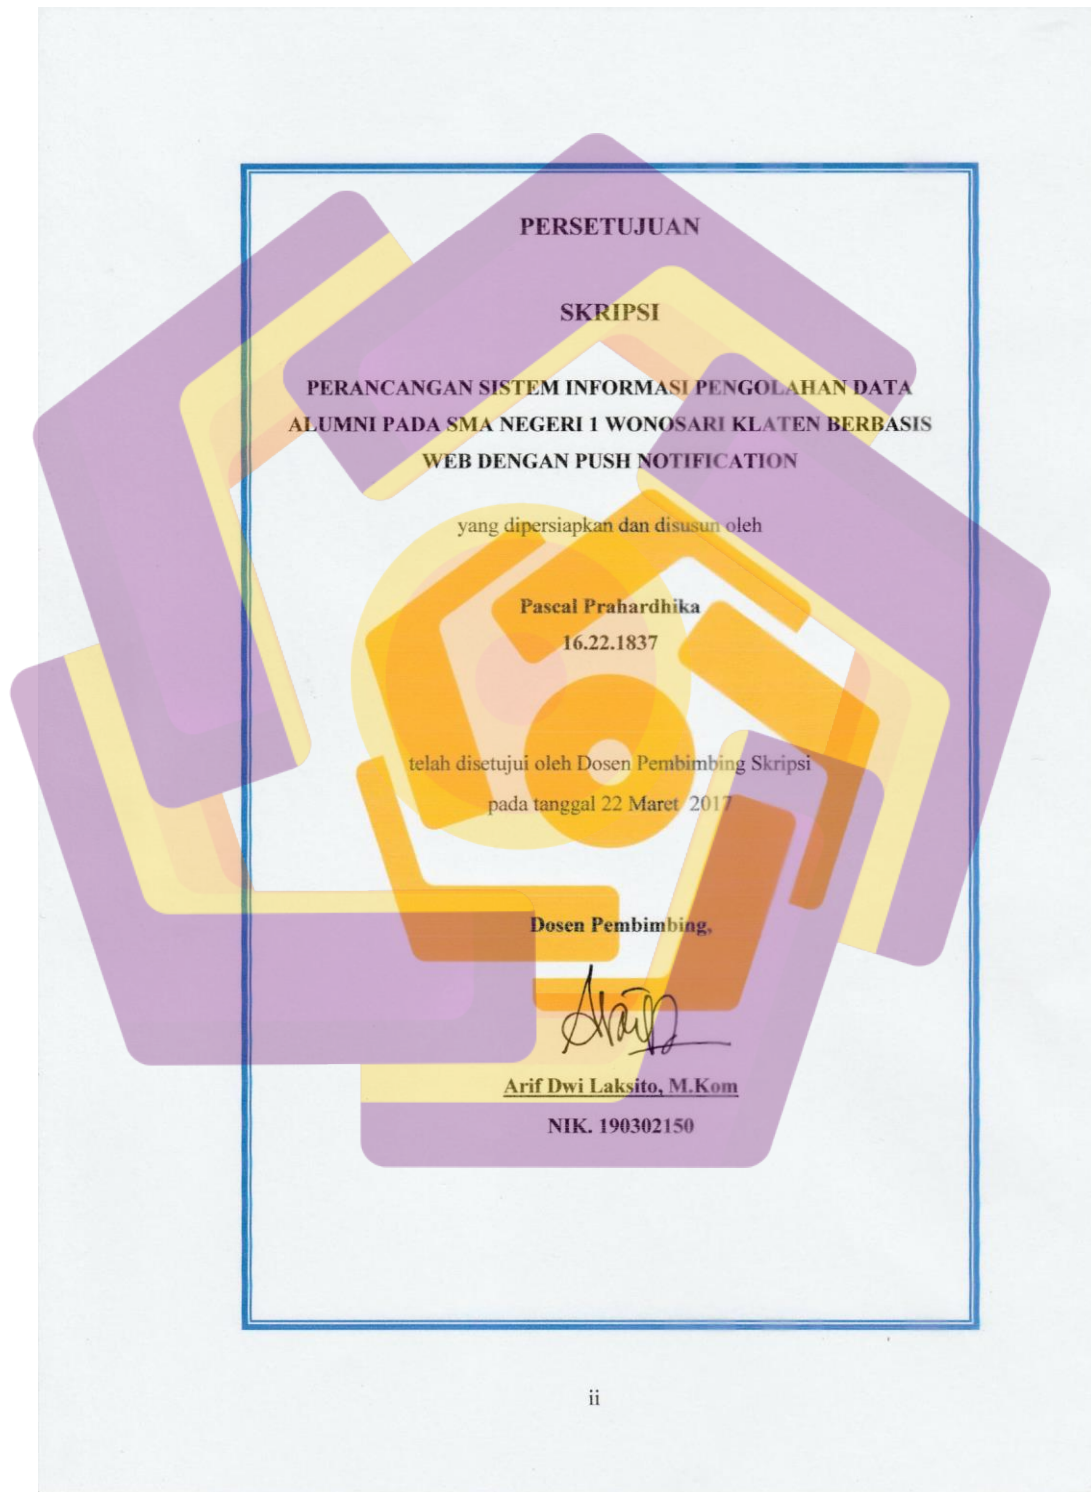 PERSETUJUAN
SKRIPSI
PERANCANGAN SISTEM INFORMASI PENGOLAHAN DATA
ALUMNI PADA SMA NEGERI 1 WONOSARI KLATEN BERBASIS
WEB DENGAN PUSH NOTIFICATION
yang dipersiapkan dan disusun oleh
Pascal Prahardhika
16.22.1837
telah disetujui oleh Dosen Pembimbing Skripsi
pada tanggal 22 Maret 2017
Dosen Pembimbing,
Arif Dwi Laksito, M.Kom
NIK. 190302150
ii